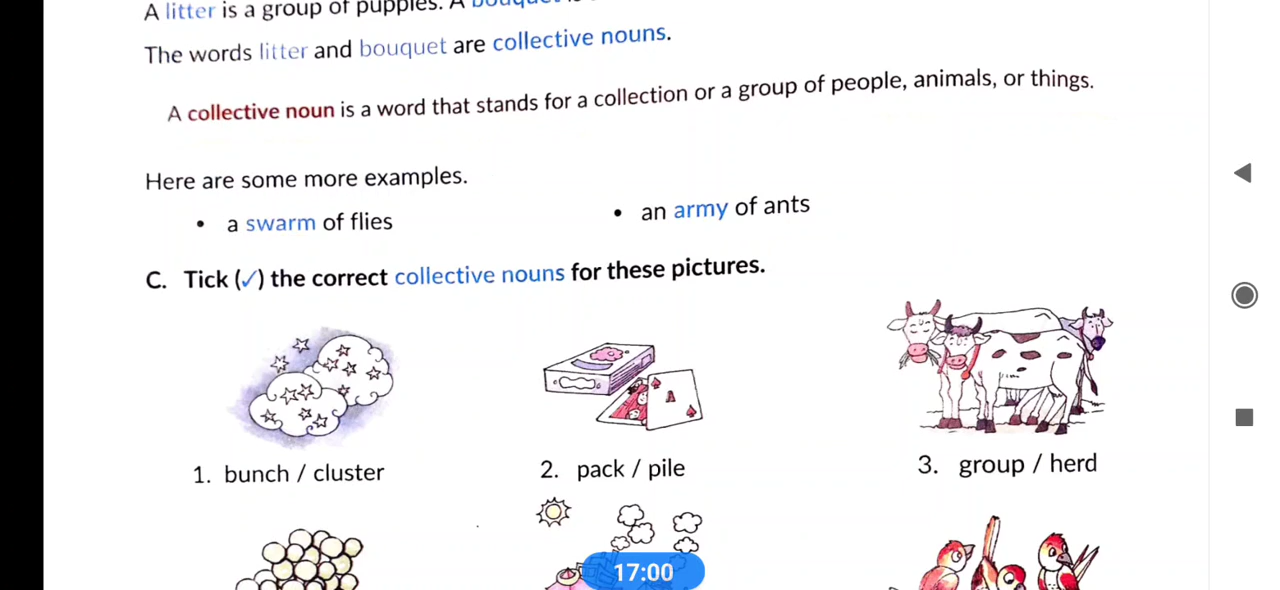 A litter is a group of puppies. A bouquet
The words litter and bouquet are collective nouns.
A collective noun is a word that stands for a collection or a group of people, animals, or things.
Here are some more examples.
• a swarm of flies
• an army of ants
C. Tick (✓) the correct collective nouns for these pictures.
A
1. bunch / cluster
2. pack / pile
3. group / herd
17:00